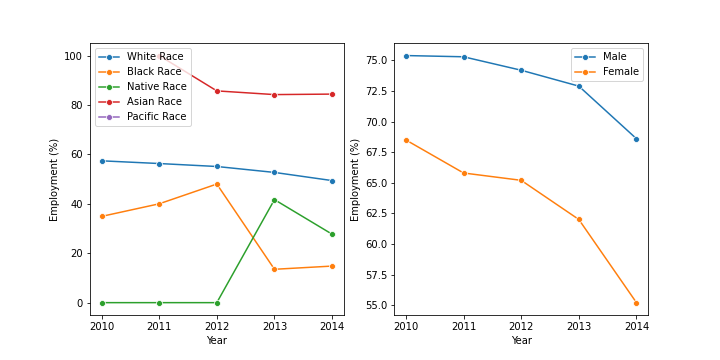 White Race
Black Race
Native Race
Asian Race
Pacific Race
100
80
60
40
20
0
Employment (%)
2010 2011 2012 2013 2014
Year
Male
Female
75.0
72.5
70.0
67.5
65.0
62.5
60.0
57.5
55.0
Employment (%)
2010 2011 2012 2013 2014
Year